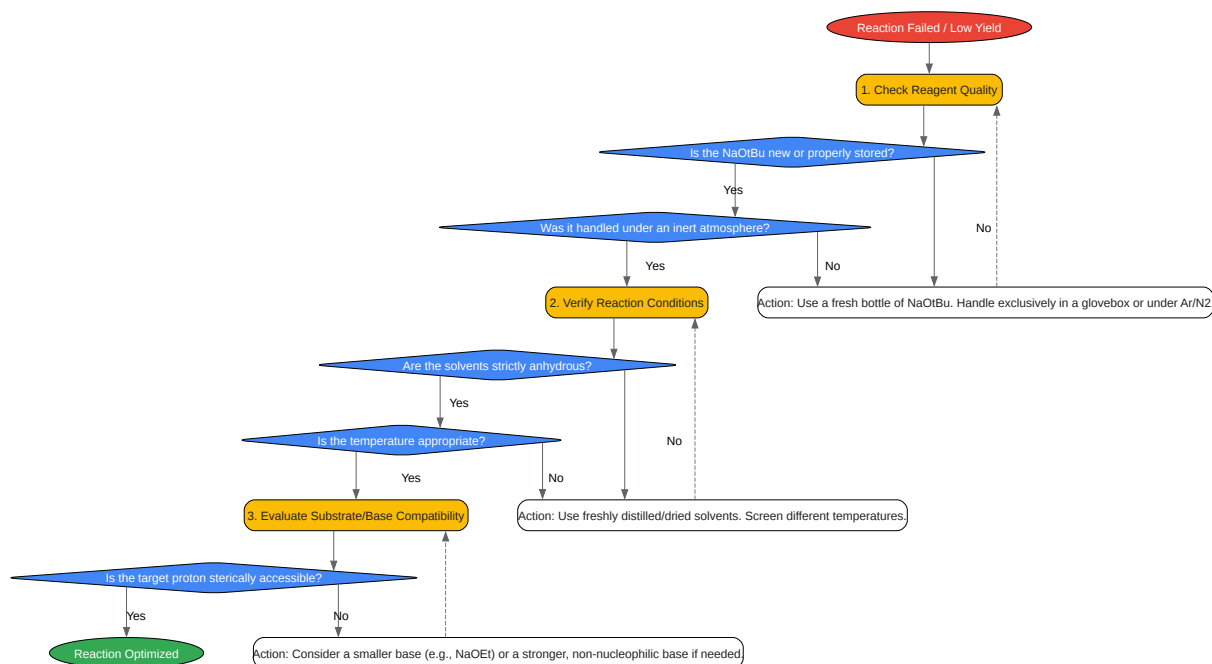 Reaction Failed / Low Yield
1. Check Reagent Quality
Is the NaOtBu new or properly stored?
Yes
Was it handled under an inert atmosphere?
No
Yes
No
2. Verify Reaction Conditions
Action: Use a fresh bottle of NaOtBu. Handle exclusively in a glovebox or under Ar/N2.
Are the solvents strictly anhydrous?
Yes
Is the temperature appropriate?
No
Yes
No
3. Evaluate Substrate/Base Compatibility
Action: Use freshly distilled/dried solvents. Screen different temperatures.
Is the target proton sterically accessible?
Yes
No
Reaction Optimized
Action: Consider a smaller base (e.g., NaOEt) or a stronger, non-nucleophilic base if needed.